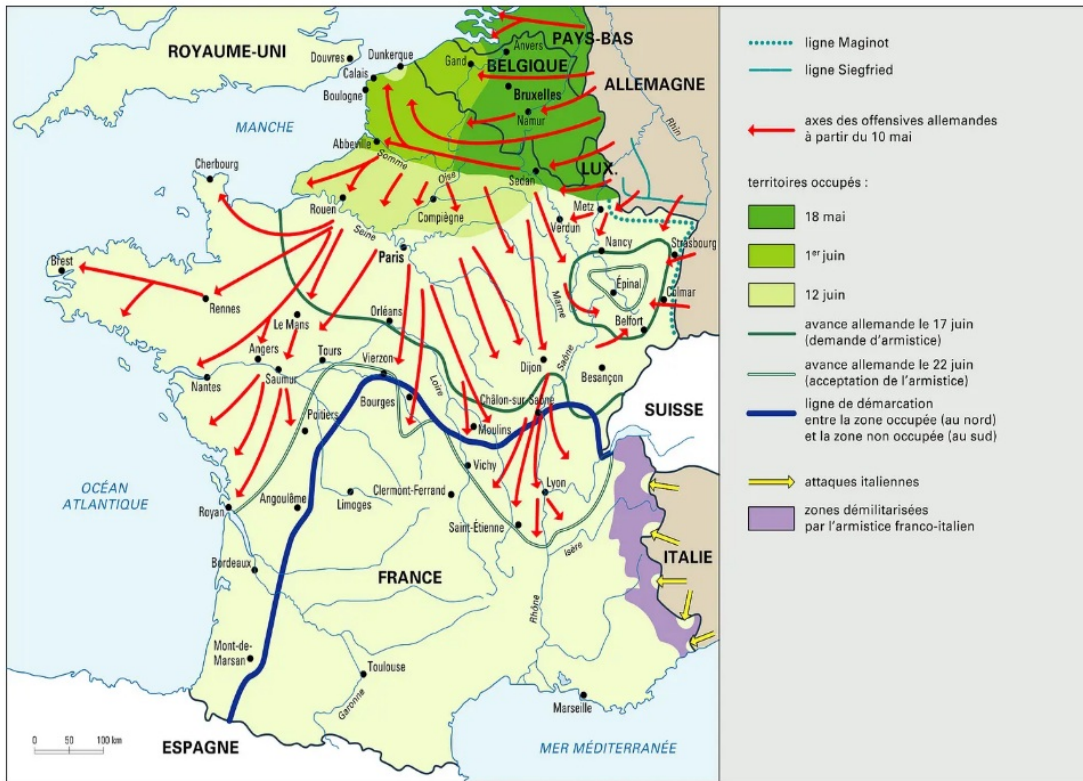 ROYAUME-UNI
Douvres
Dunkerque
Calais
Boulogne
Gand
Anvers
PAYS-BAS
BELGIQUE
Bruxelles
Namur
ALLEMAGNE
Rhin
MANCHE
Abbeville
Somme
Oise
Sedan
LUX.
Cherbourg
Rouen
Compiègne
Seine
Verdun
Metz
Paris
Nancy
Strasbourg
Brest
Rennes
Le Mans
Orléans
Marne
Épinal
Colmar
Belfort
Angers
Tours
Vierzon
Loire
Dijon
Saône
Besançon
Nantes
Saumur
Bourges
Châlon-sur-Saône
SUISSE
Poitiers
Moulins
Vichy
OCÉAN
ATLANTIQUE
Royan
Angoulême
Limoges
Clermont-Ferrand
Lyon
Saint-Étienne
Isère
ITALIE
Bordeaux
FRANCE
Rhône
Mont-de-
Marsan
Toulouse
Garonne
Marseille
ESPAGNE
MER MÉDITERRANÉE
0 50 100 km
ligne Maginot
ligne Siegfried
axes des offensives allemandes
à partir du 10 mai
territoires occupés :
18 mai
1er juin
12 juin
avance allemande le 17 juin
(demande d'armistice)
avance allemande le 22 juin
(acceptation de l'armistice)
ligne de démarcation
entre la zone occupée (au nord)
et la zone non occupée (au sud)
attaques italiennes
zones démilitarisées
par l'armistice franco-italien